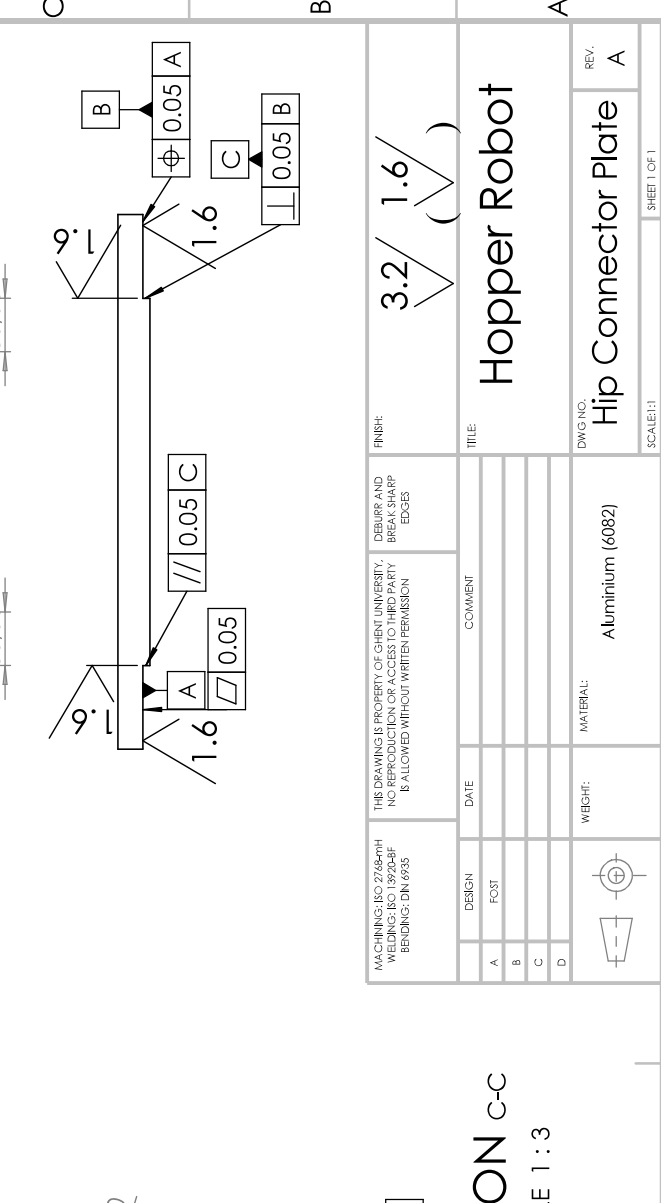 C
B
A
B
0.05 A
C
0.05 B
1.6
1.6
// 0.05 C
A
0.05
1.6
1.6
MACHINING: ISO 2768-mH
WELDING: ISO 13920-BF
BENDING: DIN 6935
THIS DRAWING IS PROPERTY OF GHENT UNIVERSITY.
NO REPRODUCTION OR ACCESS TO THIRD PARTY
IS ALLOWED WITHOUT WRITTEN PERMISSION
DEBURR AND
BREAK SHARP
EDGES
FINISH:
3.2 ( 1.6 )
DESIGN DATE COMMENT
A FOST
B
C
D
TITLE:
Hopper Robot
WEIGHT:
MATERIAL:
Aluminium (6082)
DWG NO.
Hip Connector Plate
REV.
A
SCALE:1:1
SHEET 1 OF 1
C-C
1 : 3